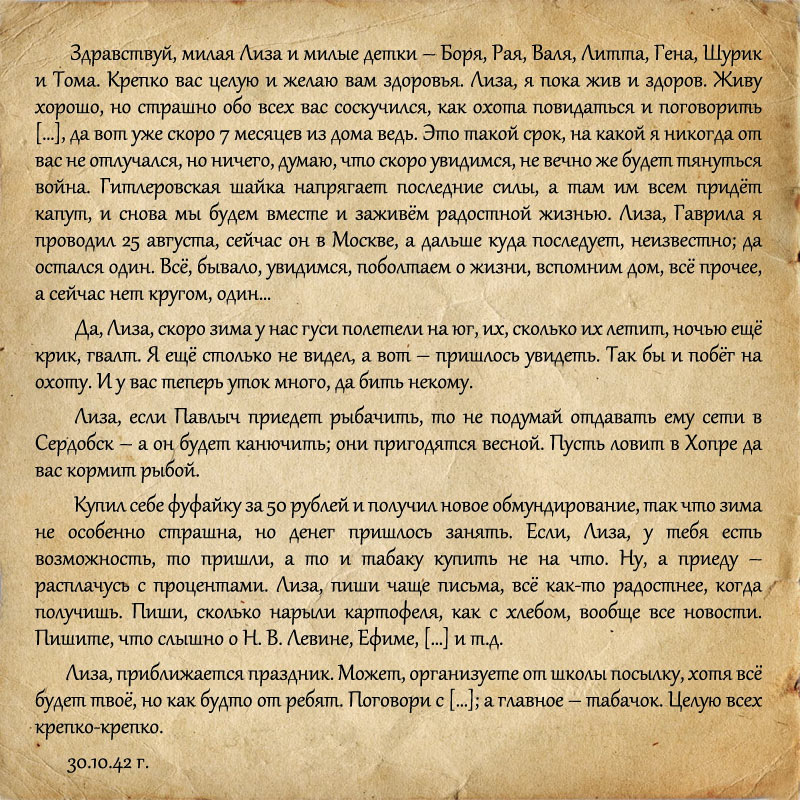 Здравствуй, милая Лиза и милые детки – Боря, Рая, Валя, Литта, Гена, Шурик
и Тома. Крепко вас целую и желаю вам здоровья. Лиза, я пока жив и здоров. Живу
хорошо, но страшно обо всех вас соскучился, как охота повидаться и поговорить
[...], да вот уже скоро 7 месяцев из дома ведь. Это такой срок, на какой я никогда от
вас не отлучался, но ничего, думаю, что скоро увидимся, не вечно же будет тянуться
война. Гитлеровская шайка напрягает последние силы, а там им всем придёт
капут, и снова мы будем вместе и заживём радостной жизнью. Лиза, Гаврила я
проводил 25 августа, сейчас он в Москве, а дальше куда последует, неизвестно; да
остался один. Всё, бывало, увидимся, поболтаем о жизни, вспомним дом, всё прочее,
а сейчас нет кругом, один...
Да, Лиза, скоро зима у нас гуси полетели на юг, их, сколько их летит, ночью ещё
крик, гвалт. Я ещё столько не видел, а вот – пришлось увидеть. Так бы и побёг на
охоту. И у вас теперь уток много, да бить некому.
Лиза, если Павлыч приедет рыбачить, то не подумай отдавать ему сети в
Сердобск – а он будет канючить; они пригодятся весной. Пусть ловит в Хопре да
вас кормит рыбой.
Купил себе фуфайку за 50 рублей и получил новое обмундирование, так что зима
не особенно страшна, но денег пришлось занять. Если, Лиза, у тебя есть
возможность, то пришли, а то и табаку купить не на что. Ну, а приеду –
расплачусь с процентами. Лиза, пиши чаще письма, всё как-то радостнее, когда
получишь. Пиши, сколько нарыли картофеля, как с хлебом, вообще все новости.
Пишите, что слышно о Н. В. Левине, Ефиме, [...] и т.д.
Лиза, приближается праздник. Может, организуете от школы посылку, хотя всё
будет твоё, но как будто от ребят. Поговори с [...]; а главное – табачок. Целую всех
крепко-крепко.
30.10.42 г.